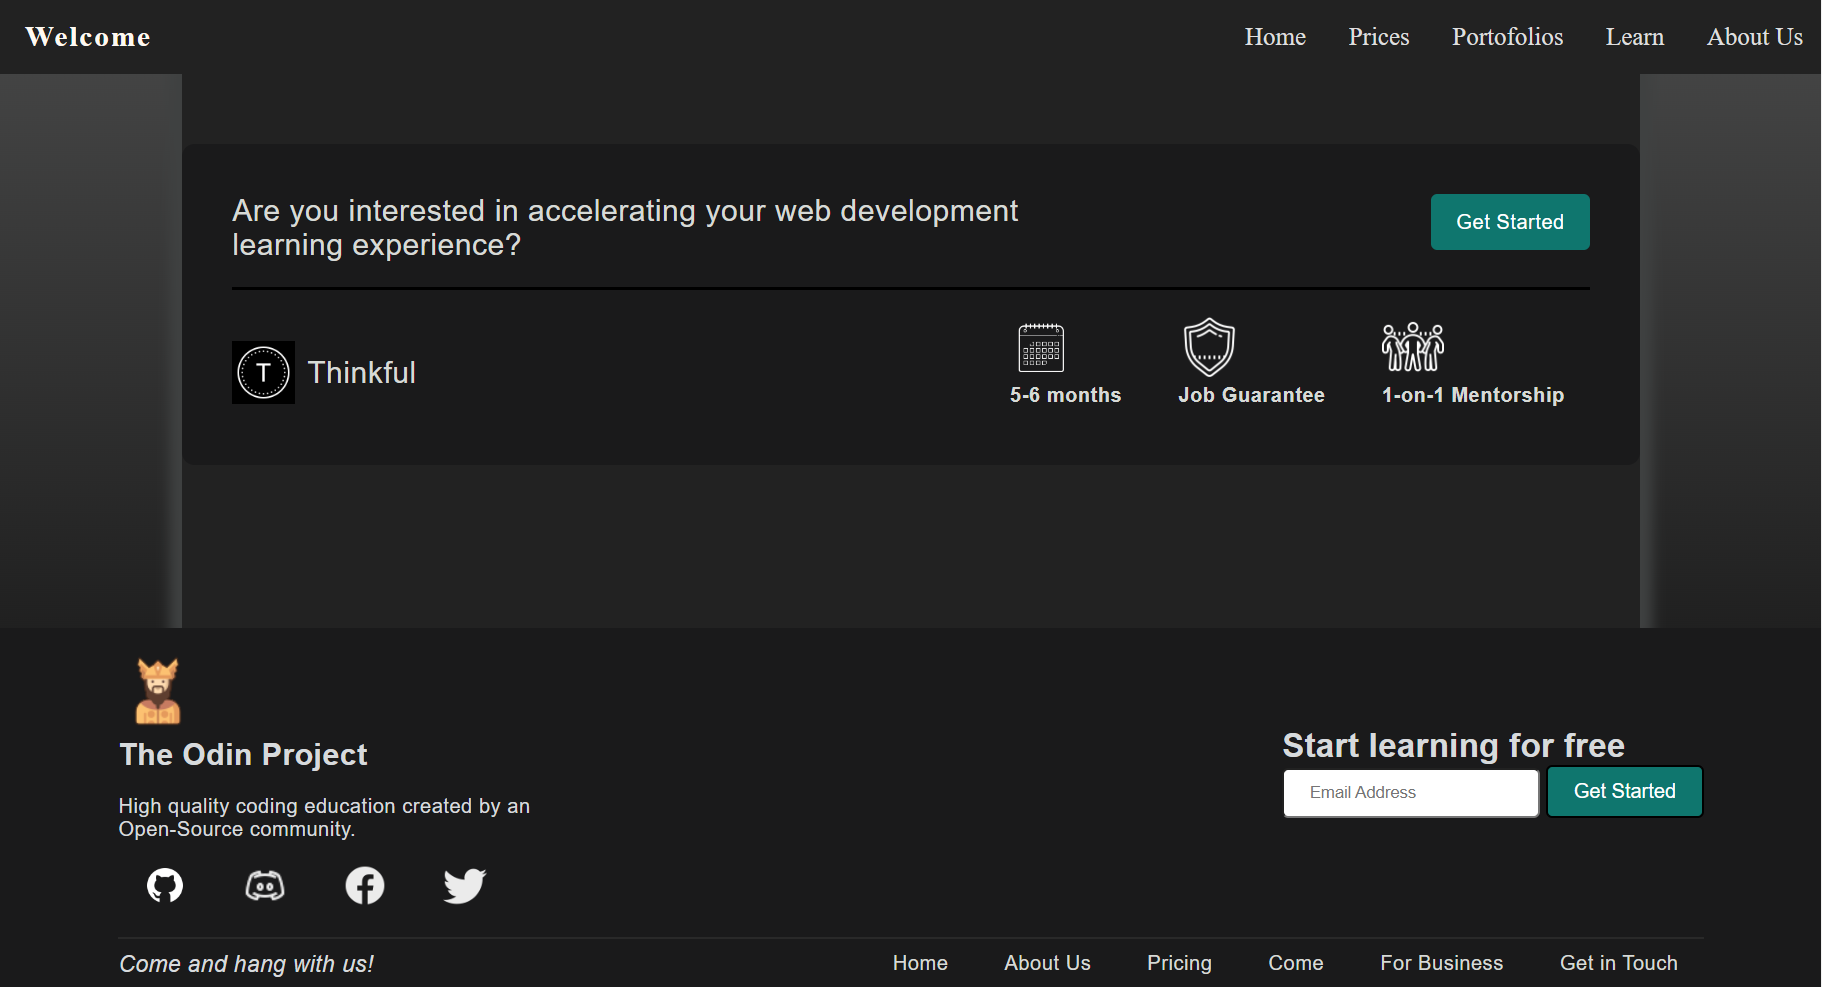 Welcome
Home Prices Portofolios Learn About Us
Are you interested in accelerating your web development
learning experience?
Get Started
T
Thinkful
5-6 months
Job Guarantee
1-on-1 Mentorship
The Odin Project
High quality coding education created by an
Open-Source community.
Start learning for free
Email Address
Get Started
Come and hang with us!
Home About Us Pricing Come For Business Get in Touch